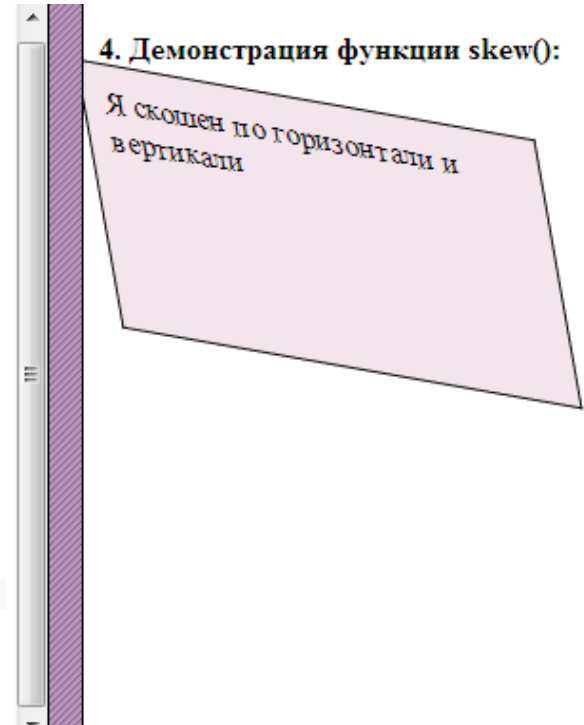 4. Демонстрация функции skew():
Я скошен по горизонтали и
вертикали